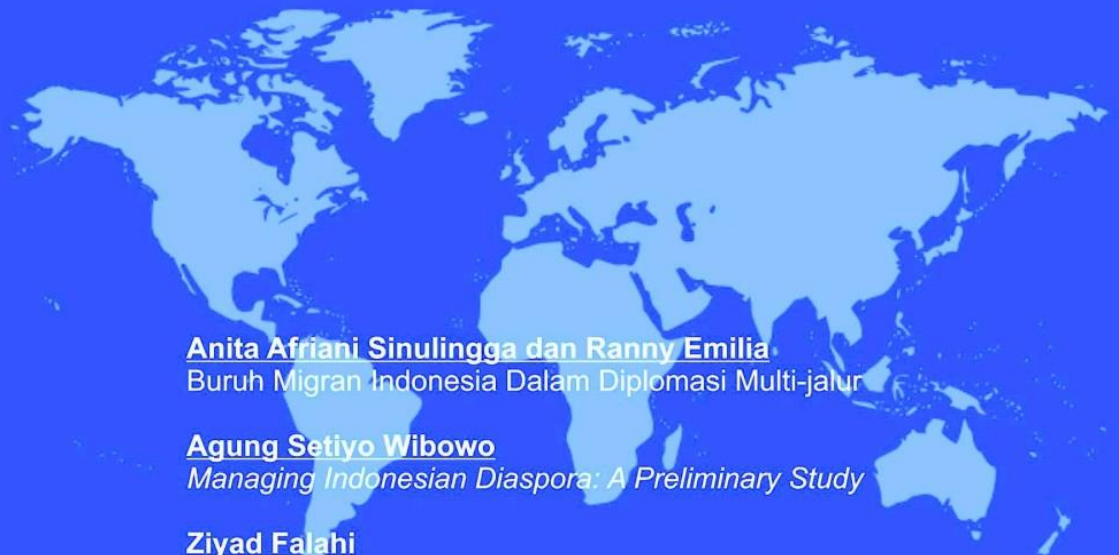 Anita Afriani Sinulingga dan Ranny Emilia
Buruh Migran Indonesia Dalam Diplomasi Multi-jalur
Agung Setiyo Wibowo
Managing Indonesian Diaspora: A Preliminary Study
Ziyad Falahi